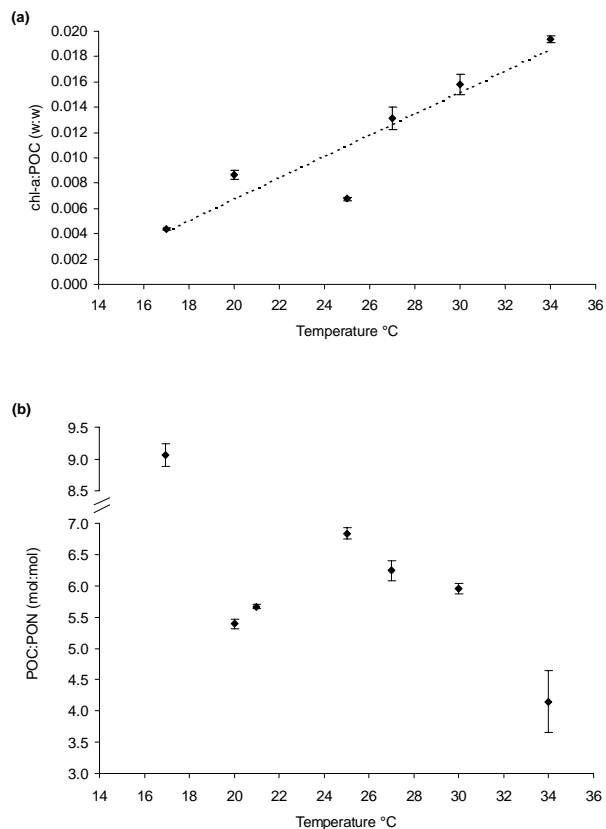 (a)
chl-a:POC (w:w)
0.020
0.018
0.016
0.014
0.012
0.010
0.008
0.006
0.004
0.002
0.000
14 16 18 20 22 24 26 28 30 32 34 36
Temperature °C
(b)
POC:PON (mol:mol)
9.5
9.0
8.5
7.0
6.5
6.0
5.5
5.0
4.5
4.0
3.5
3.0
14 16 18 20 22 24 26 28 30 32 34 36
Temperature °C